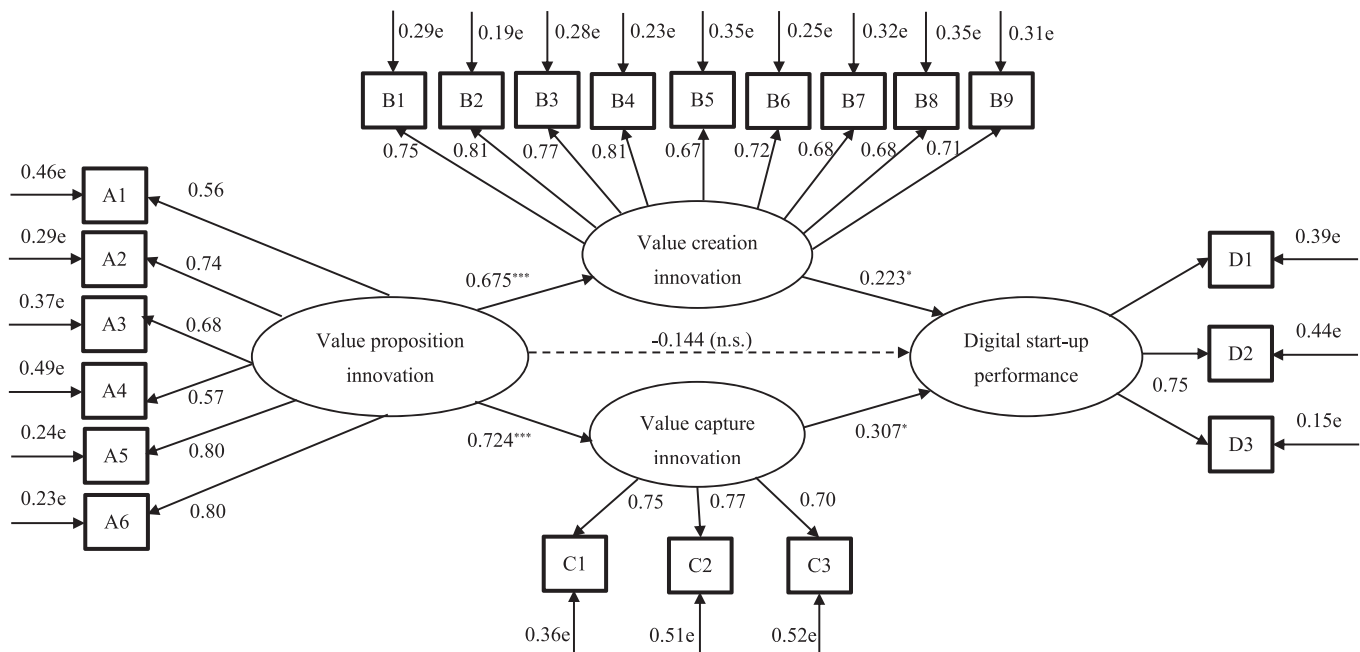 0.29e
0.19e
0.28e
0.23e
0.35e
0.25e
0.32e
0.35e
0.31e
B1
B2
B3
B4
B5
B6
B7
B8
B9
0.75
0.81
0.77
0.81
0.67
0.72
0.68
0.68
0.71
0.46e
A1
0.56
0.29e
A2
0.74
0.37e
A3
0.68
0.49e
A4
0.57
0.24e
A5
0.80
0.23e
A6
0.80
Value proposition
innovation
0.675***
Value creation
innovation
0.223*
-0.144 (n.s.)
0.724***
Value capture
innovation
0.307*
Digital start-up
performance
D1
0.39e
D2
0.44e
0.75
D3
0.15e
0.75
0.77
0.70
C1
C2
C3
0.36e
0.51e
0.52e